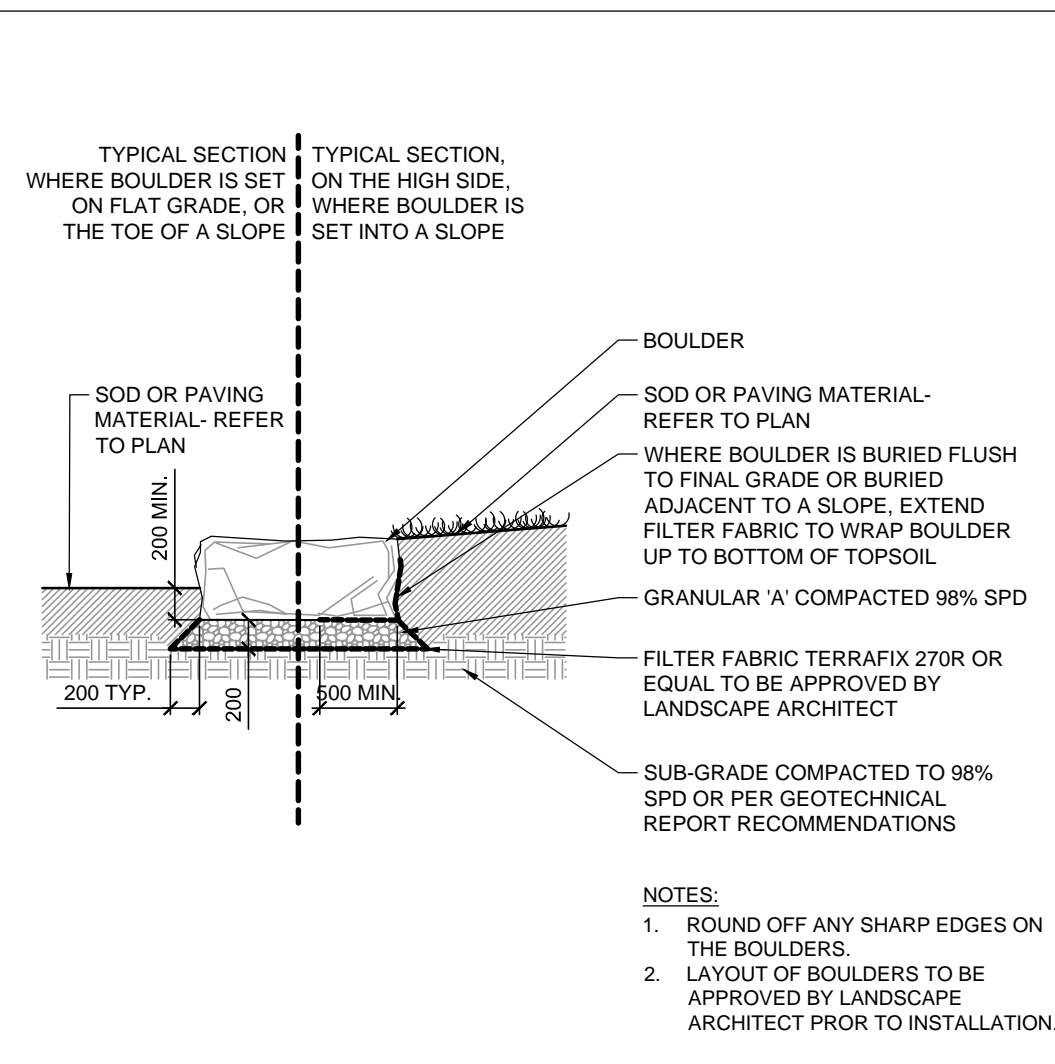 TYPICAL SECTION
WHERE BOULDER IS SET
ON FLAT GRADE, OR
THE TOE OF A SLOPE
TYPICAL SECTION,
ON THE HIGH SIDE,
WHERE BOULDER IS
SET INTO A SLOPE
SOD OR PAVING
MATERIAL- REFER
TO PLAN
200 MIN.
200 TYP.
200
500 MIN.
BOULDER
SOD OR PAVING MATERIAL-
REFER TO PLAN
WHERE BOULDER IS BURIED FLUSH
TO FINAL GRADE OR BURIED
ADJACENT TO A SLOPE, EXTEND
FILTER FABRIC TO WRAP BOULDER
UP TO BOTTOM OF TOPSOIL
GRANULAR 'A' COMPACTED 98% SPD
FILTER FABRIC TERRAFIX 270R OR
EQUAL TO BE APPROVED BY
LANDSCAPE ARCHITECT
SUB-GRADE COMPACTED TO 98%
SPD OR PER GEOTECHNICAL
REPORT RECOMMENDATIONS
NOTES:
1. ROUND OFF ANY SHARP EDGES ON
THE BOULDERS.
2. LAYOUT OF BOULDERS TO BE
APPROVED BY LANDSCAPE
ARCHITECT PROR TO INSTALLATION.